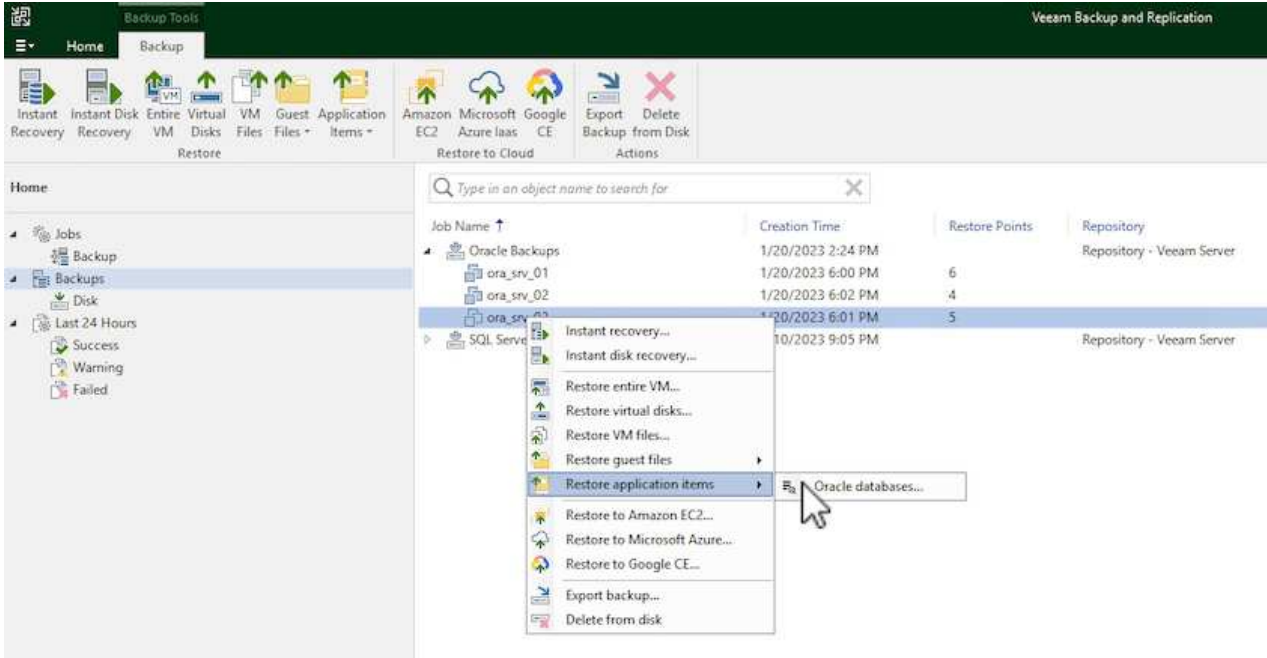 Backup Tools
Veeam Backup and Replication
Home Backup
Instant Recovery
Instant Disk Recovery
Entire VM
Virtual Disks
VM Files
Guest Files
Application Items
Amazon EC2
Microsoft Azure Iaas
Google CE
Export Backup
Delete from Disk
Restore
Restore to Cloud
Actions
Home
Type in an object name to search for
Jobs
Backup
Backups
Disk
Last 24 Hours
Success
Warning
Failed
Job Name Creation Time Restore Points Repository
Oracle Backups 1/20/2023 2:24 PM Repository - Veeam Server
ora_srv_01 1/20/2023 6:00 PM 6
ora_srv_02 1/20/2023 6:02 PM 4
1/20/2023 6:01 PM 5
SQL 10/2023 9:05 PM Repository - Veeam Server
Instant recovery...
Instant disk recovery...
Restore entire VM...
Restore virtual disks...
Restore VM files...
Restore guest files
Restore application items
Oracle databases...
Restore to Amazon EC2...
Restore to Microsoft Azure...
Restore to Google CE...
Export backup...
Delete from disk